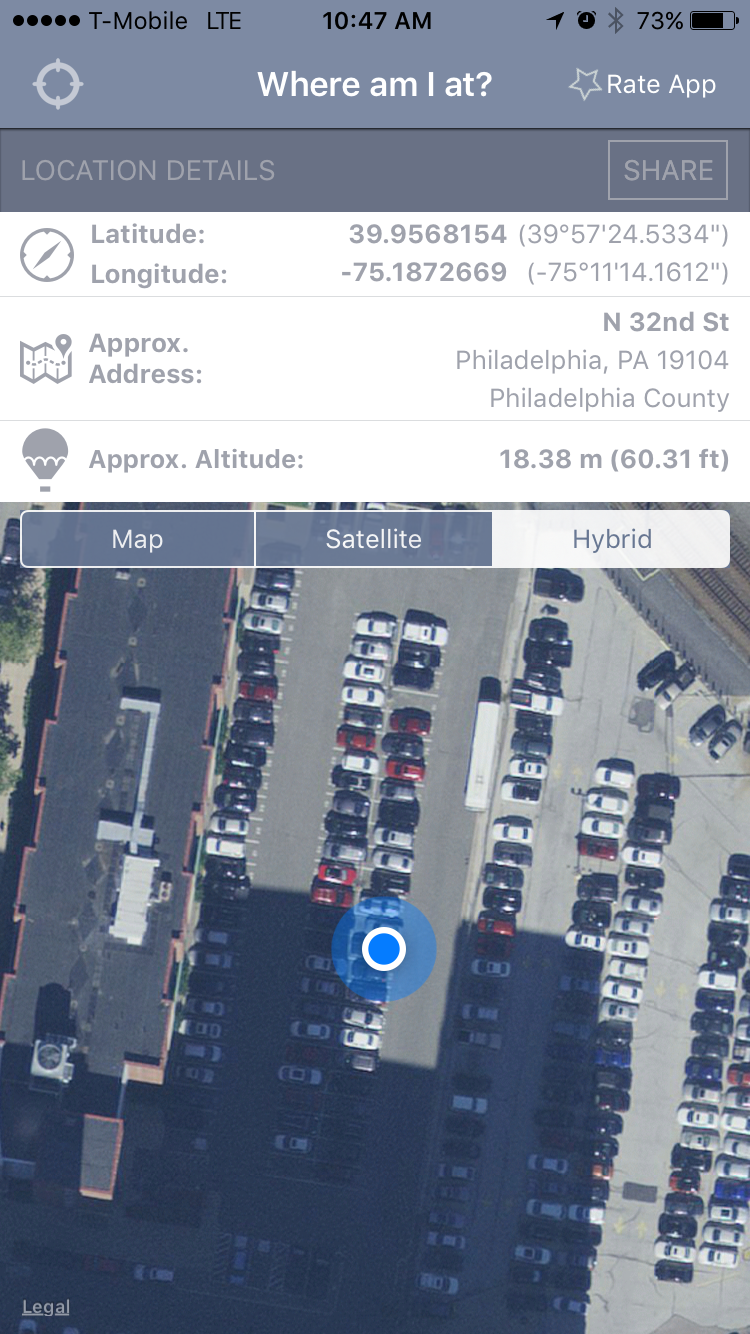 T-Mobile LTE 10:47 AM 73%
Where am I at? Rate App
LOCATION DETAILS SHARE
Latitude: 39.9568154 (39°57'24.5334")
Longitude: -75.1872669 (-75°11'14.1612")
Approx. Address: N 32nd St
Philadelphia, PA 19104
Philadelphia County
Approx. Altitude: 18.38 m (60.31 ft)
Map Satellite Hybrid
Legal